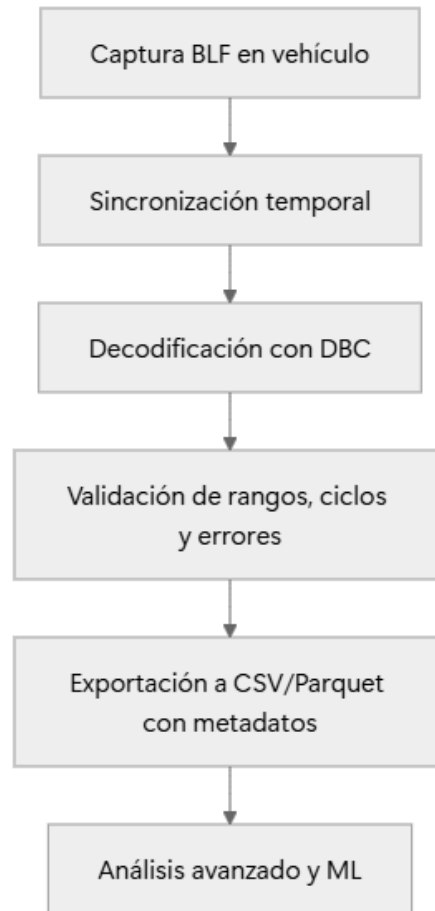 Captura BLF en vehículo
Sincronización temporal
Decodificación con DBC
Validación de rangos, ciclos
y errores
Exportación a CSV/Parquet
con metadatos
Análisis avanzado y ML